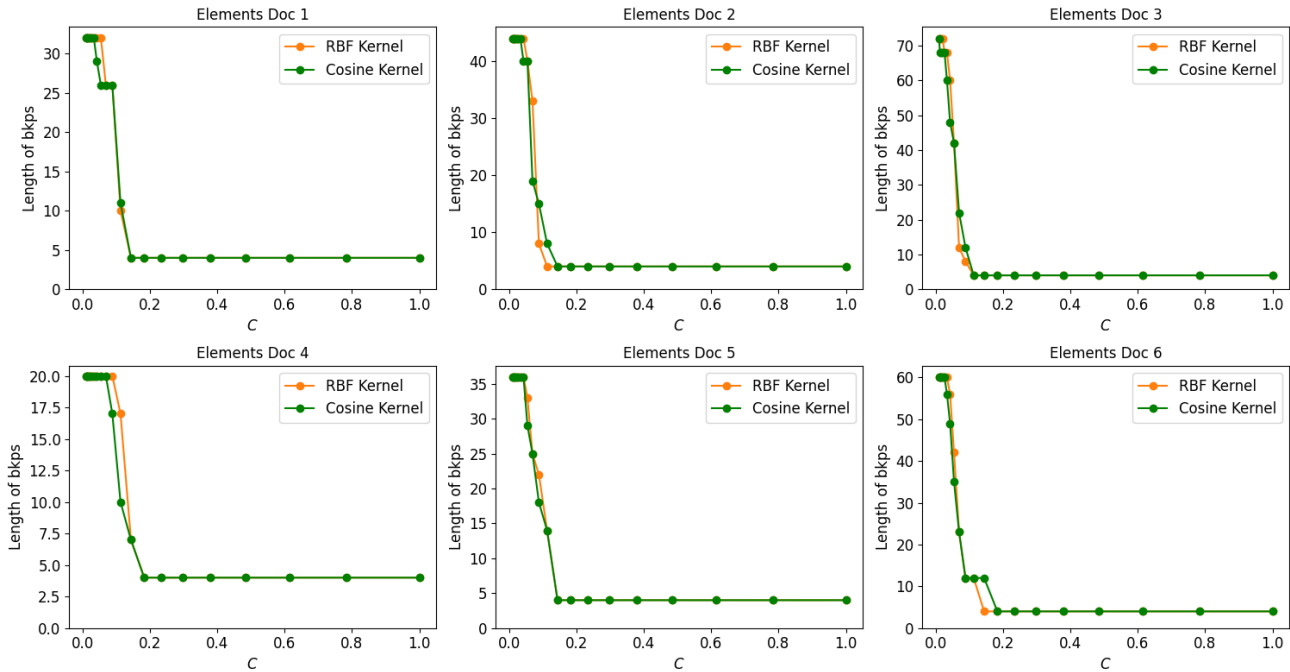 Elements Doc 1
Length of bkps
30
25
20
15
10
5
0
0.0 0.2 0.4 0.6 0.8 1.0
C
RBF Kernel
Cosine Kernel
Elements Doc 2
Length of bkps
40
30
20
10
0
0.0 0.2 0.4 0.6 0.8 1.0
C
RBF Kernel
Cosine Kernel
Elements Doc 3
Length of bkps
70
60
50
40
30
20
10
0
0.0 0.2 0.4 0.6 0.8 1.0
C
RBF Kernel
Cosine Kernel
Elements Doc 4
Length of bkps
20.0
17.5
15.0
12.5
10.0
7.5
5.0
2.5
0.0
0.0 0.2 0.4 0.6 0.8 1.0
C
RBF Kernel
Cosine Kernel
Elements Doc 5
Length of bkps
35
30
25
20
15
10
5
0
0.0 0.2 0.4 0.6 0.8 1.0
C
RBF Kernel
Cosine Kernel
Elements Doc 6
Length of bkps
60
50
40
30
20
10
0
0.0 0.2 0.4 0.6 0.8 1.0
C
RBF Kernel
Cosine Kernel